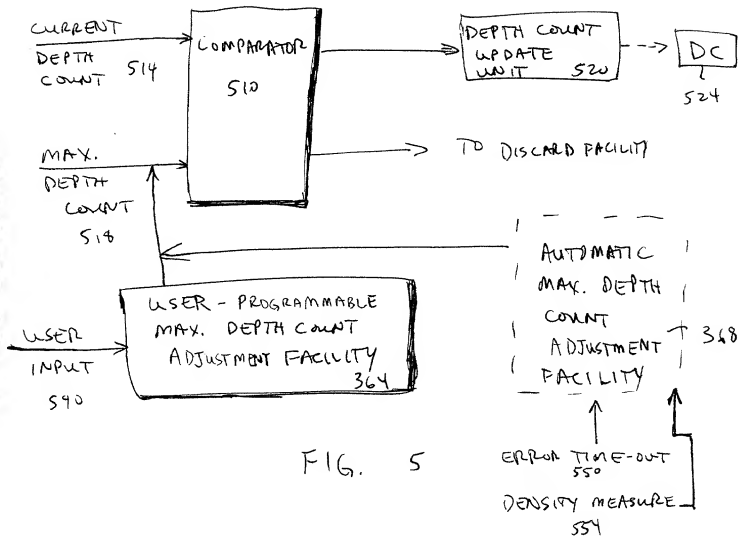 CURRENT
DEPTH
COUNT 514
COMPARATOR
510
DEPTH COUNT
UPDATE
UNIT 520
DC
524
MAX.
DEPTH
COUNT
518
TO DISCARD FACILITY
AUTOMATIC
MAX. DEPTH
COUNT
ADJUSTMENT
FACILITY
368
USER - PROGRAMMABLE
MAX. DEPTH COUNT
ADJUSTMENT FACILITY
364
USER
INPUT
540
FIG. 5
ERROR TIME-OUT
550
DENSITY MEASURE
554